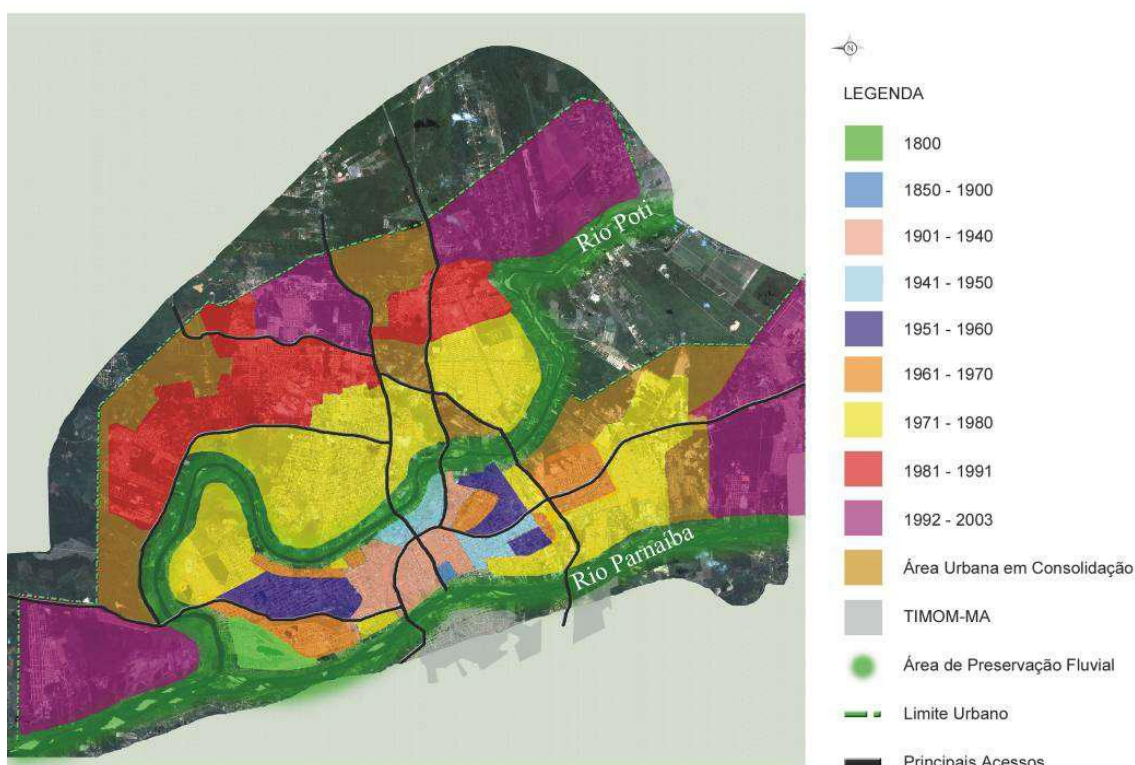 N
LEGENDA
1800
1850 - 1900
1901 - 1940
1941 - 1950
1951 - 1960
1961 - 1970
1971 - 1980
1981 - 1991
1992 - 2003
Área Urbana em Consolidação
TIMOM-MA
Área de Preservação Fluvial
Limite Urbano
Principais Acessos
Rio Poti
Rio Parnaíba